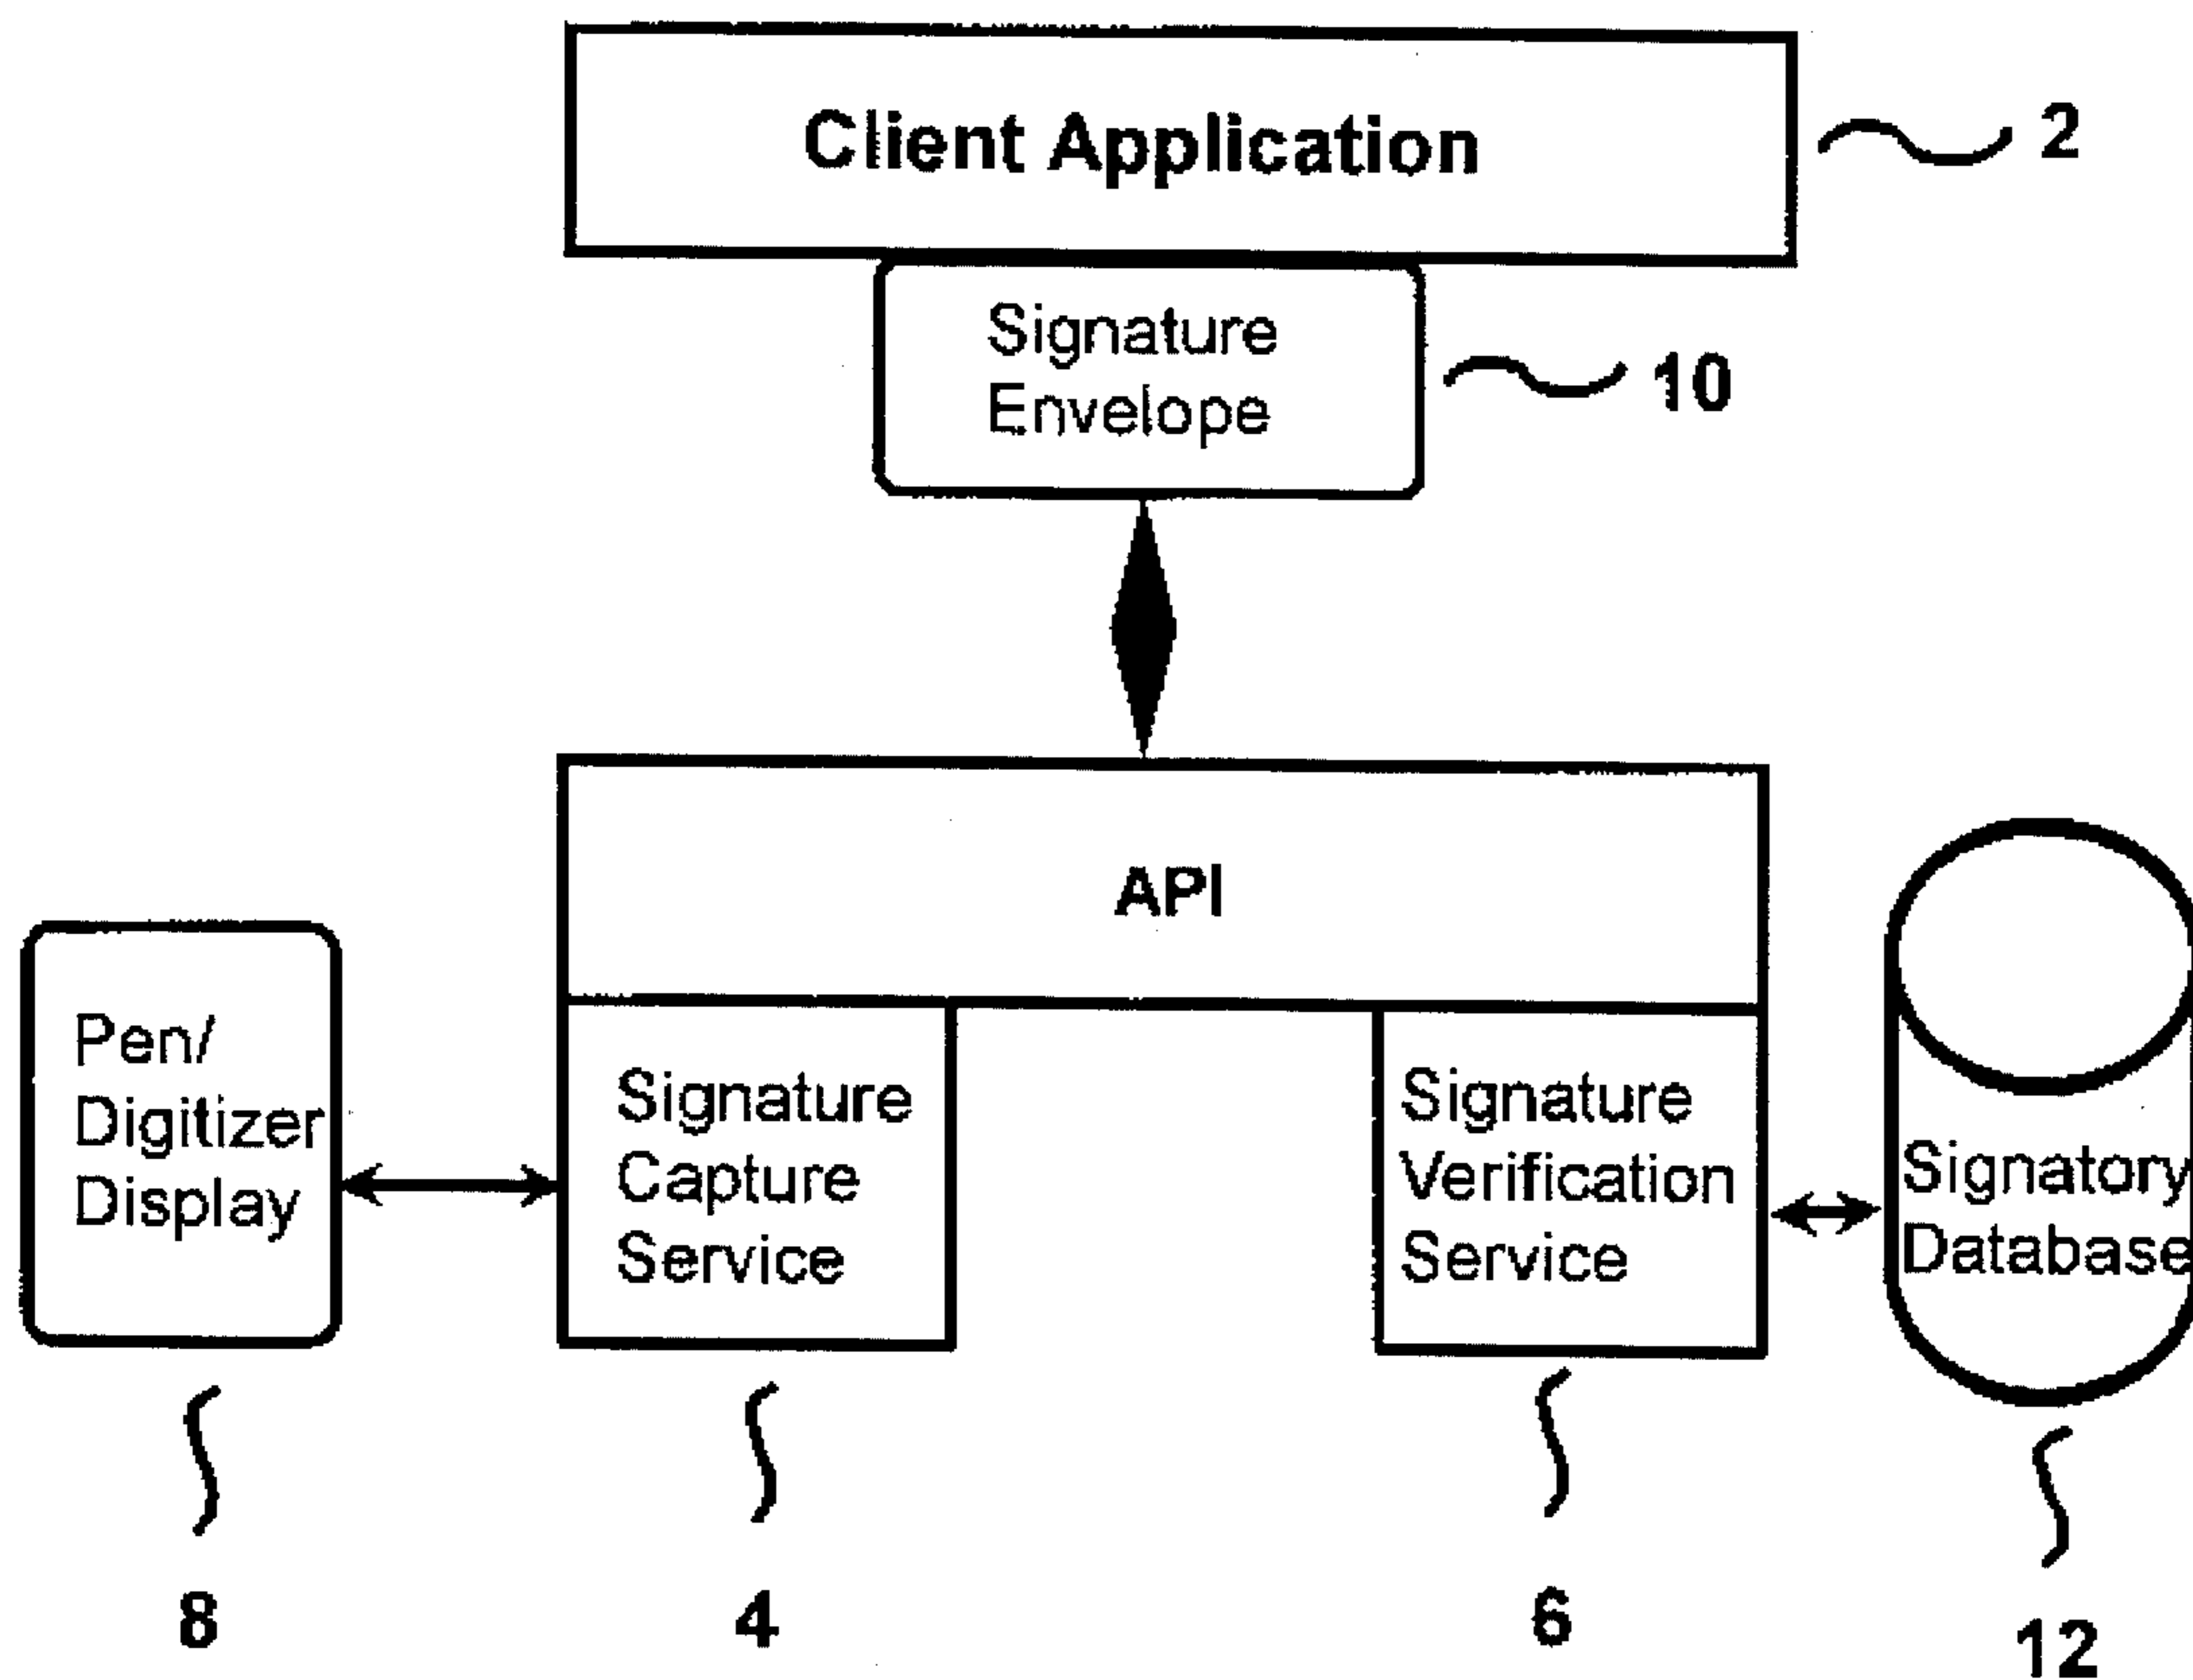 Client Application
2
Signature
Envelope
10
API
Pen/
Digitizer
Display
Signature
Capture
Service
Signature
Verification
Service
Signatory
Database
8
4
6
12